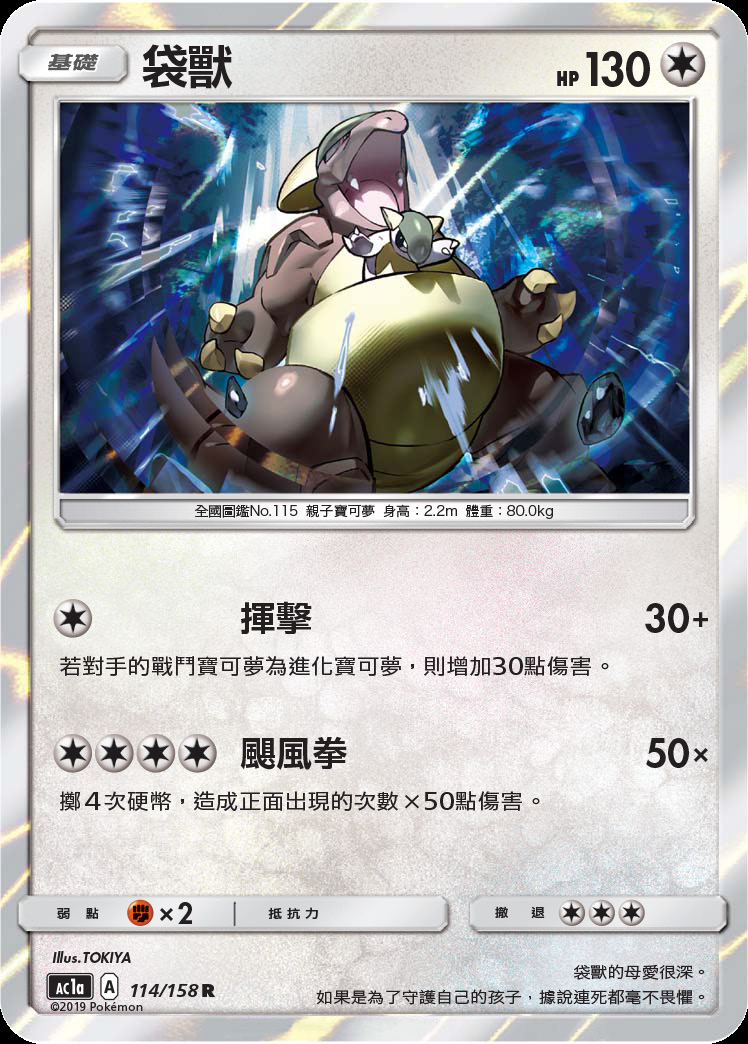 基礎 袋獸 HP 130
全國圖鑑No.115 親子寶可夢 身高：2.2m 體重：80.0kg
揮擊 30+
若對手的戰鬥寶可夢為進化寶可夢，則增加30點傷害。
颶風拳 50×
擲４次硬幣，造成正面出現的次數×50點傷害。
弱點 ×2 抵抗力 撤退
Illus. TOKIYA
袋獸的母愛很深。
AC1a A 114/158 R
如果是為了守護自己的孩子，據說連死都毫不畏懼。
©2019 Pokémon